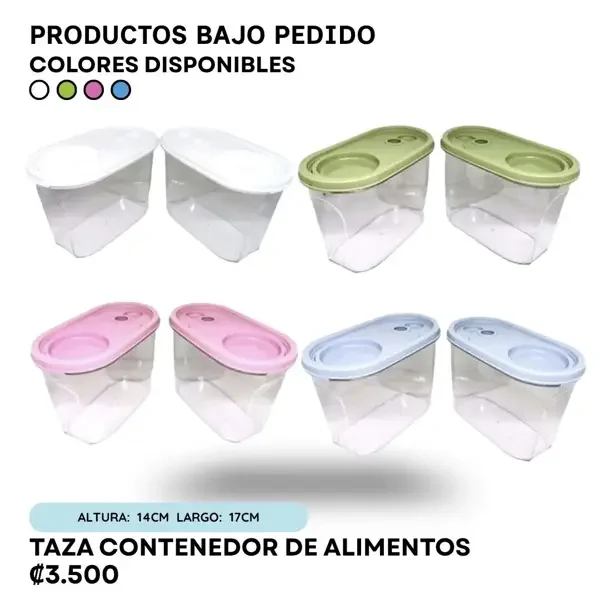 PRODUCTOS BAJO PEDIDO
COLORES DISPONIBLES
ALTURA: 14CM LARGO: 17CM
TAZA CONTENEDOR DE ALIMENTOS
₡3.500